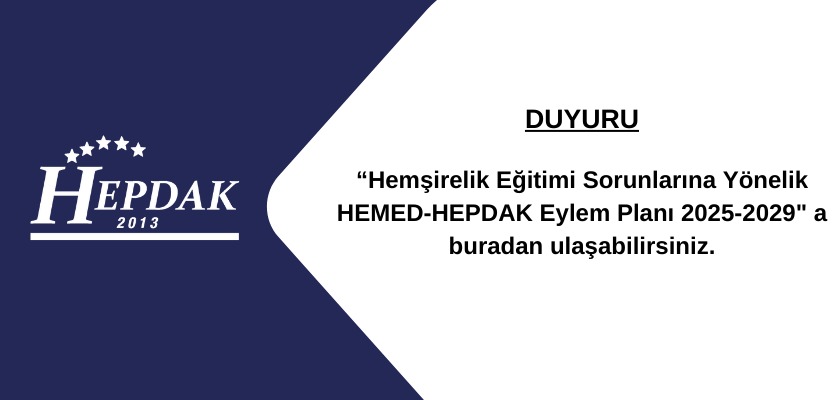 HEPDAK
2013
DUYURU
“Hemşirelik Eğitimi Sorunlarına Yönelik
HEMED-HEPDAK Eylem Planı 2025-2029" a
buradan ulaşabilirsiniz.